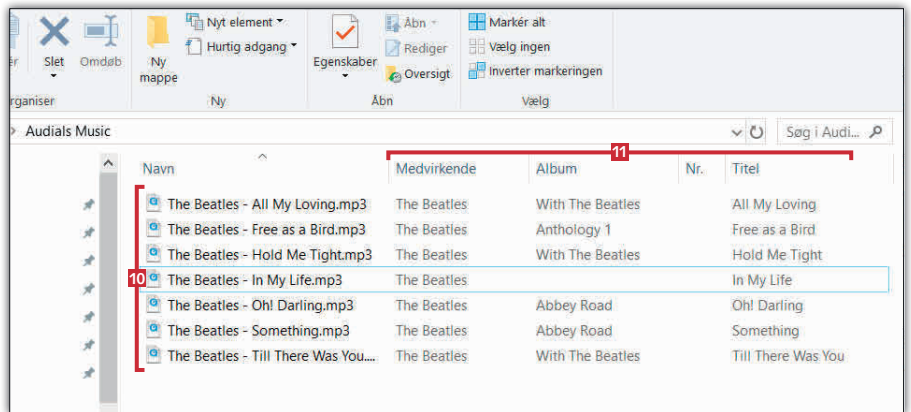 Slet
Omdøb
Ny mappe
Nyt element
Hurtig adgang
Egenskaber
Åbn
Rediger
Oversigt
Markér alt
Vælg ingen
Inverter markeringen
rganiser
Ny
Åbn
Vælg
Audials Music
Søg i Audi...
11
Navn Medvirkende Album Nr. Titel
The Beatles - All My Loving.mp3 The Beatles With The Beatles All My Loving
The Beatles - Free as a Bird.mp3 The Beatles Anthology 1 Free as a Bird
The Beatles - Hold Me Tight.mp3 The Beatles With The Beatles Hold Me Tight
10
The Beatles - In My Life.mp3 The Beatles In My Life
The Beatles - Oh! Darling.mp3 The Beatles Abbey Road Oh! Darling
The Beatles - Something.mp3 The Beatles Abbey Road Something
The Beatles - Till There Was You.... The Beatles With The Beatles Till There Was You